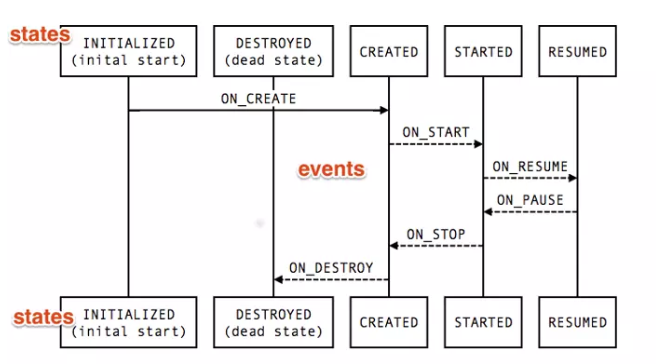 states
INITIALIZED
(inital start)
DESTROYED
(dead state)
CREATED
STARTED
RESUMED
ON_CREATE
ON_START
events
ON_RESUME
ON_PAUSE
ON_STOP
ON_DESTROY
states
INITIALIZED
(inital start)
DESTROYED
(dead state)
CREATED
STARTED
RESUMED